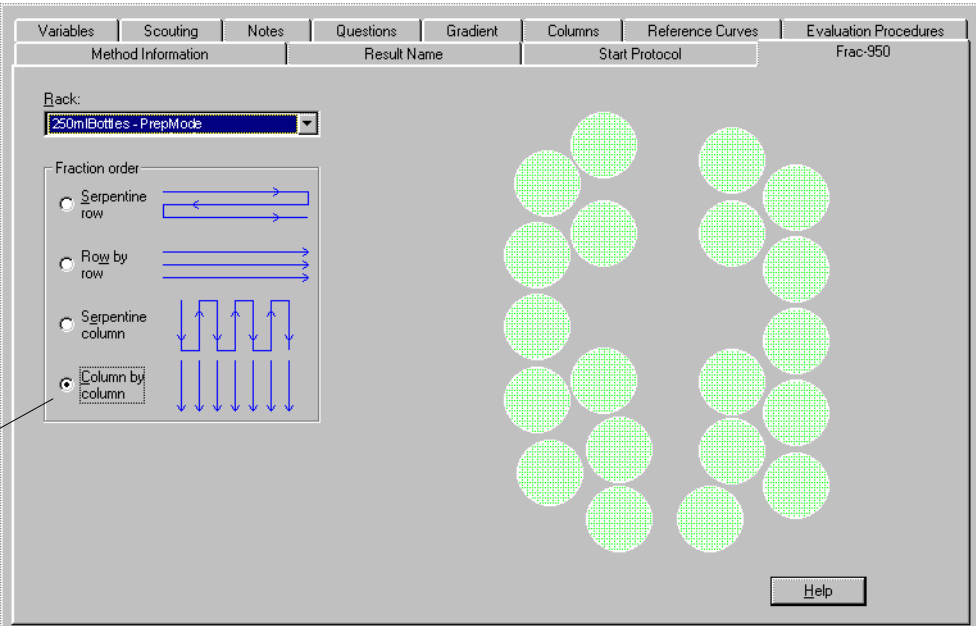 Variables Scouting Notes Questions Gradient Columns Reference Curves Evaluation Procedures
Method Information Result Name Start Protocol Frac-950
Rack:
250mlBottles - PrepMode
Fraction order
Serpentine
row
Row by
row
Serpentine
column
Column by
column
Help